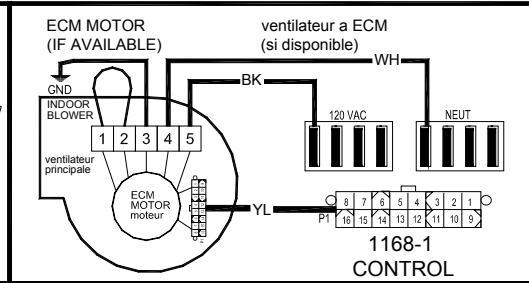 ECM MOTOR
(IF AVAILABLE)
ventilateur a ECM
(si disponible)
WH
BK
GND
INDOOR
BLOWER
120 VAC
NEUT
1 2 3 4 5
ventilateur
principale
ECM
MOTOR
moteur
YL
P1
8 7 6 5 4 3 2 1
16 15 14 13 12 11 10 9
1168-1
CONTROL